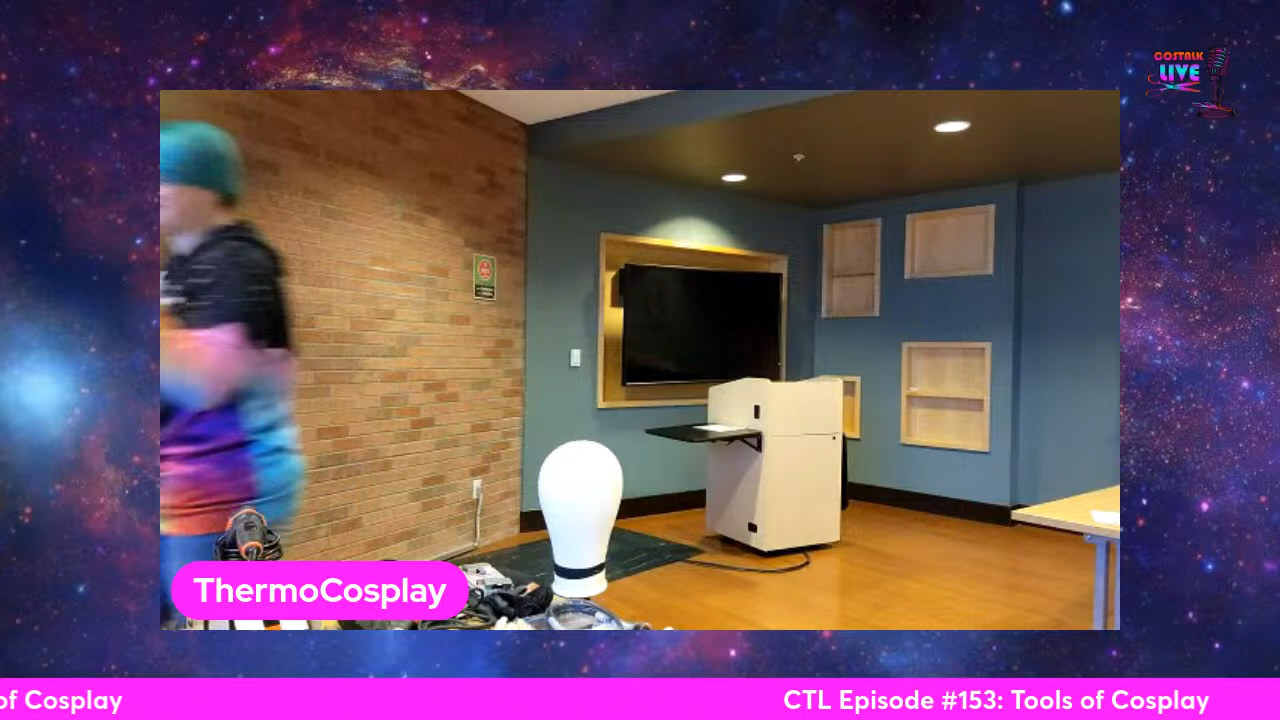 COSTALK
LIVE
ThermoCosplay
of Cosplay
CTL Episode #153: Tools of Cosplay